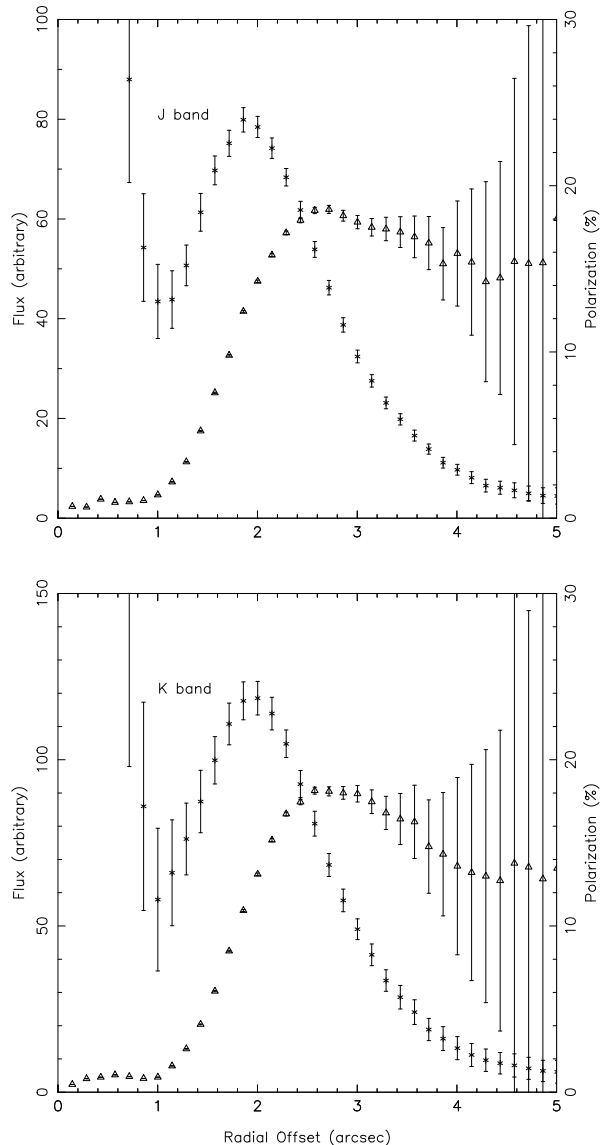 100
80
60
40
20
0
Flux (arbitrary)
J band
30
20
10
0
Polarization (%)
0 1 2 3 4 5
150
100
50
0
Flux (arbitrary)
K band
30
20
10
0
Polarization (%)
0 1 2 3 4 5
Radial Offset (arcsec)